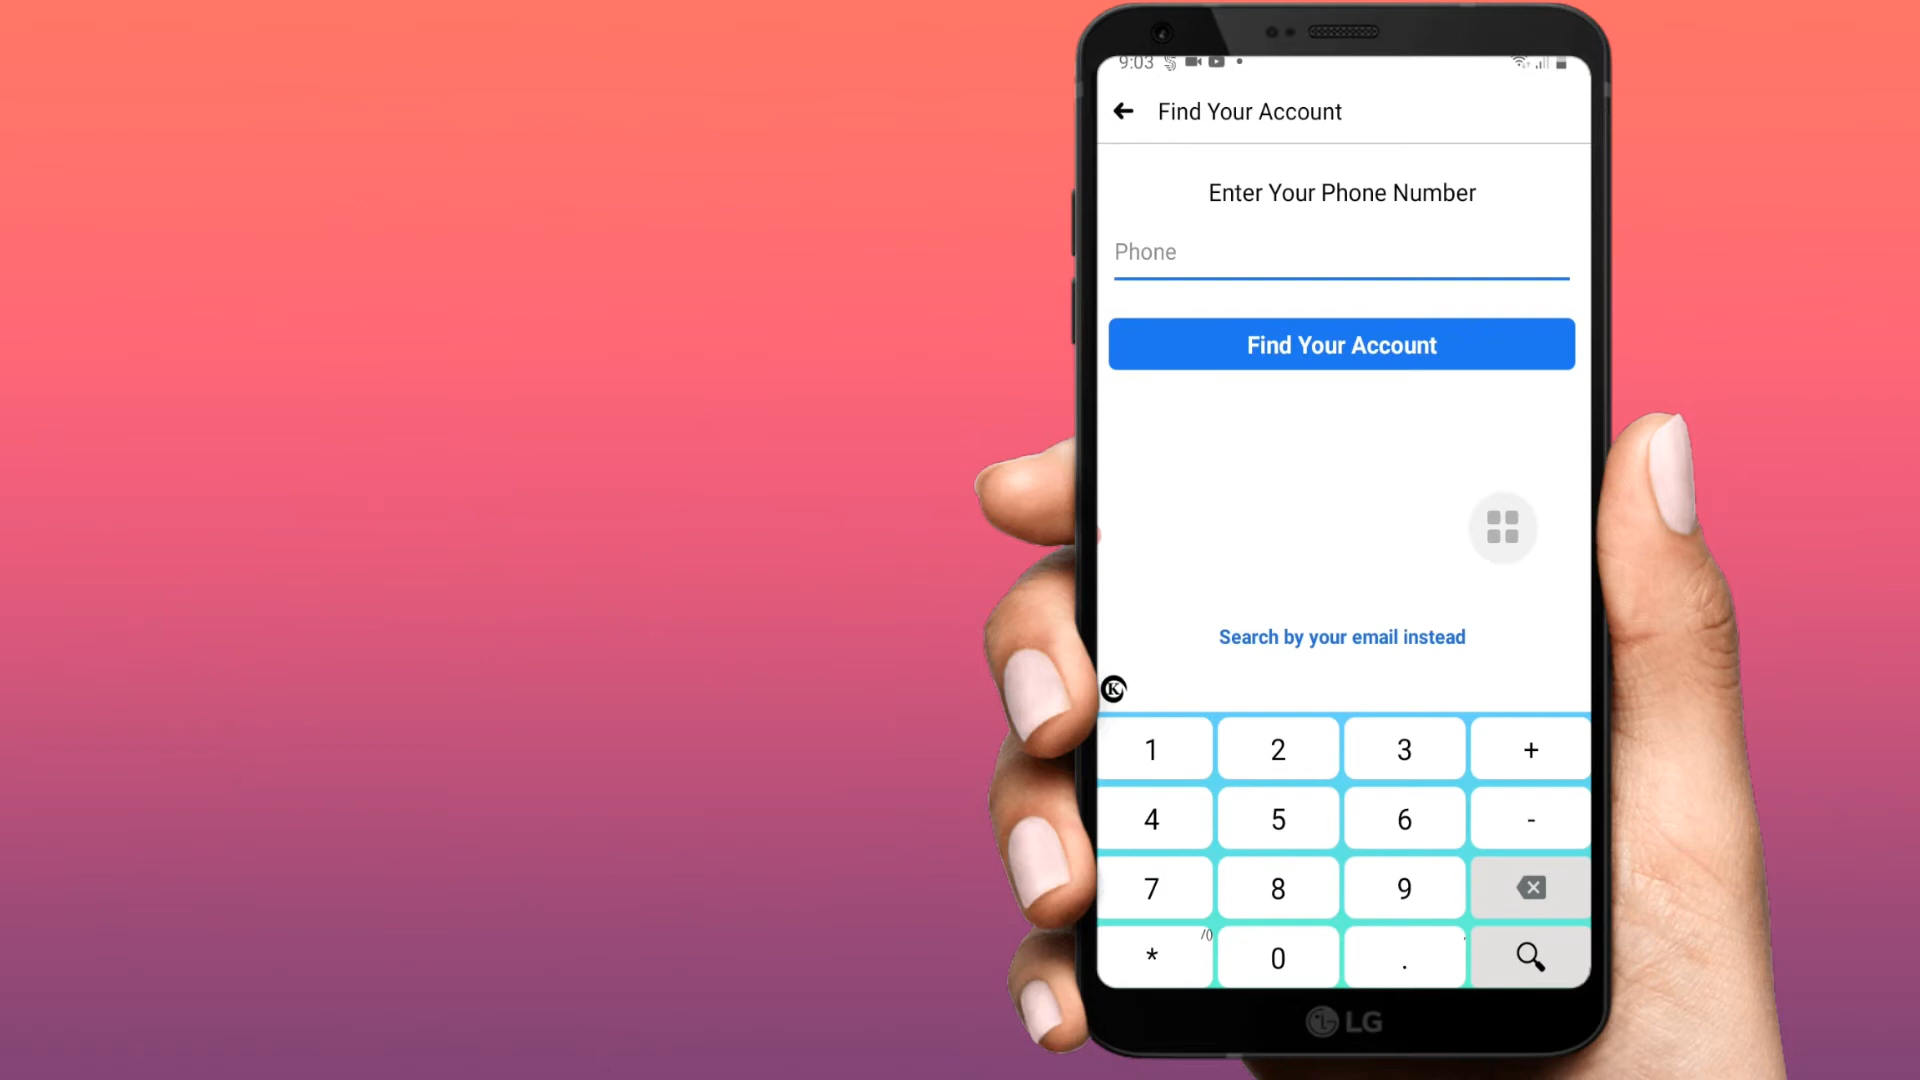 9:03
Find Your Account
Enter Your Phone Number
Phone
Find Your Account
Search by your email instead
K
1 2 3 +
4 5 6 -
7 8 9
/()
* 0 .
LG